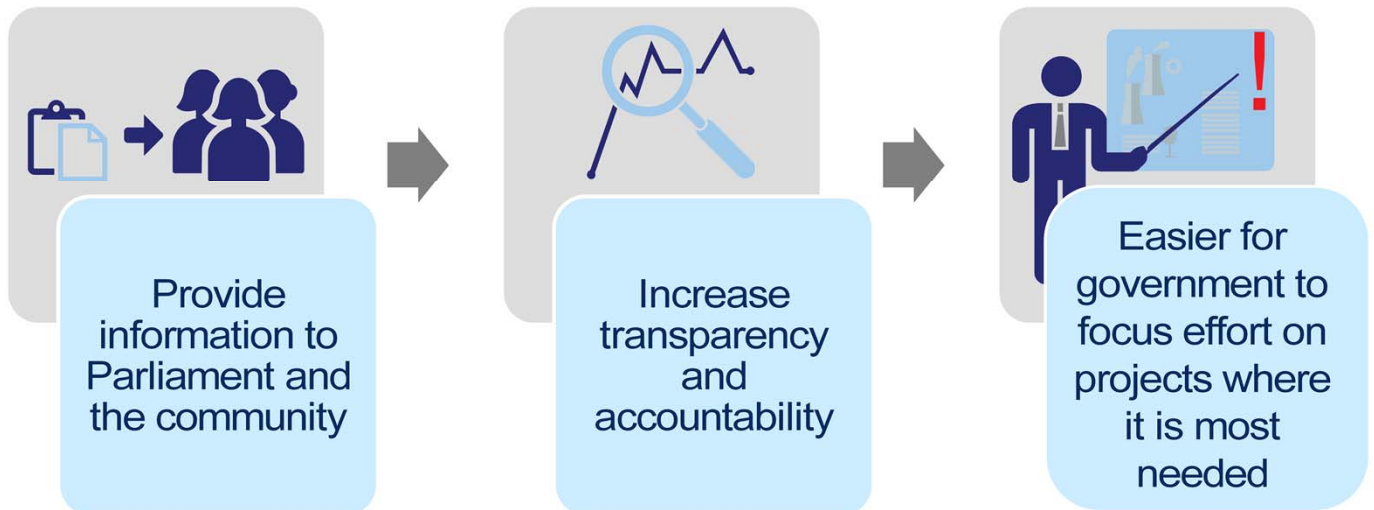 Provide
information to
Parliament and
the community
Increase
transparency
and
accountability
!
Easier for
government to
focus effort on
projects where
it is most
needed